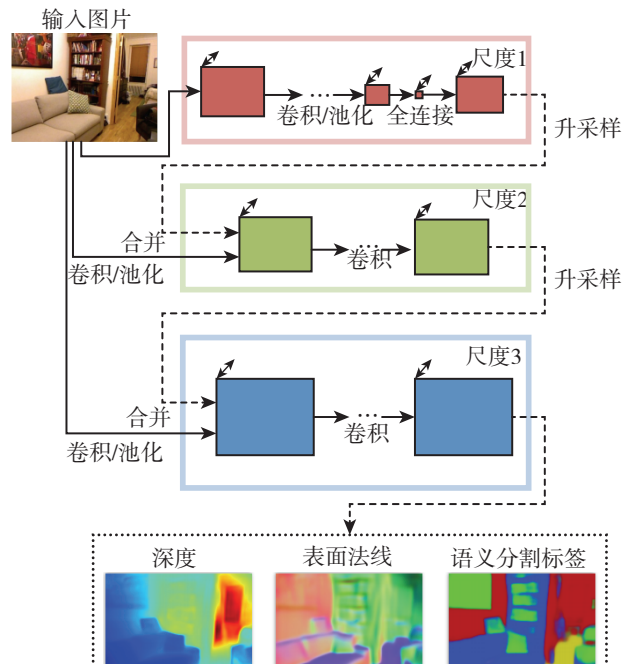 输入图片
尺度1
卷积/池化
全连接
升采样
尺度2
合并
卷积/池化
卷积
升采样
尺度3
合并
卷积/池化
卷积
深度
表面法线
语义分割标签